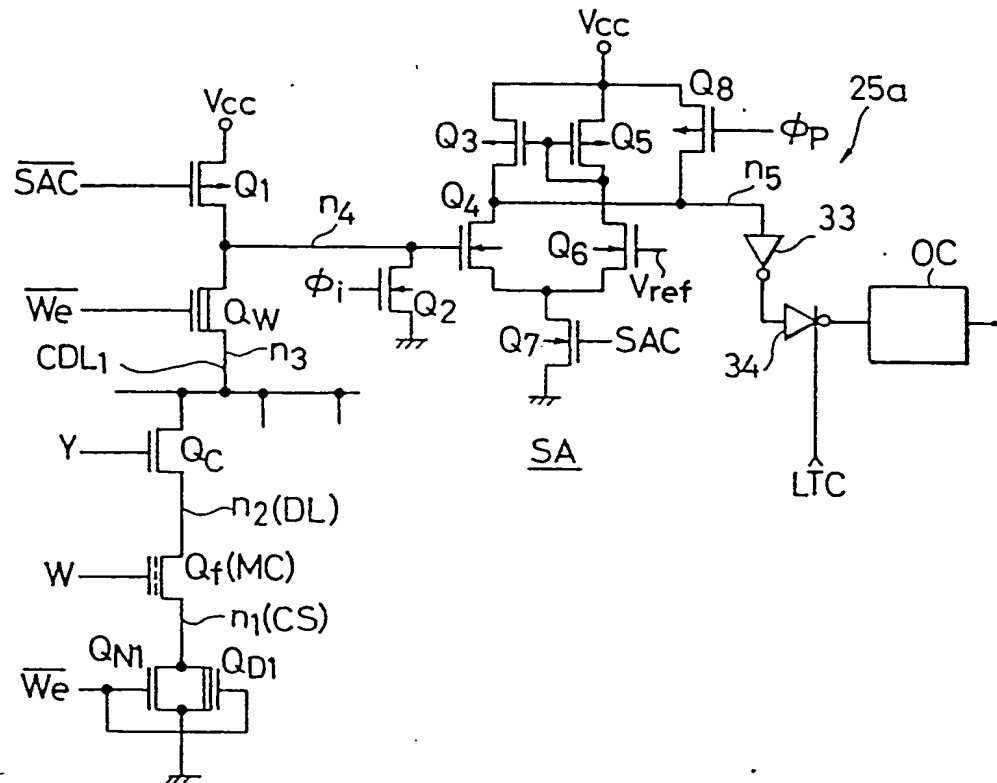 Vcc
Q8
25a
Vcc
Q3
Q5
ΦP
SAC
Q1
n5
n4
Q4
33
Q6
OC
Φi
Vref
Q2
We
QW
Q7
SAC
34
n3
CDL1
SA
Y
QC
LTC
n2(DL)
W
Qf(MC)
n1(CS)
QN1
QD1
We